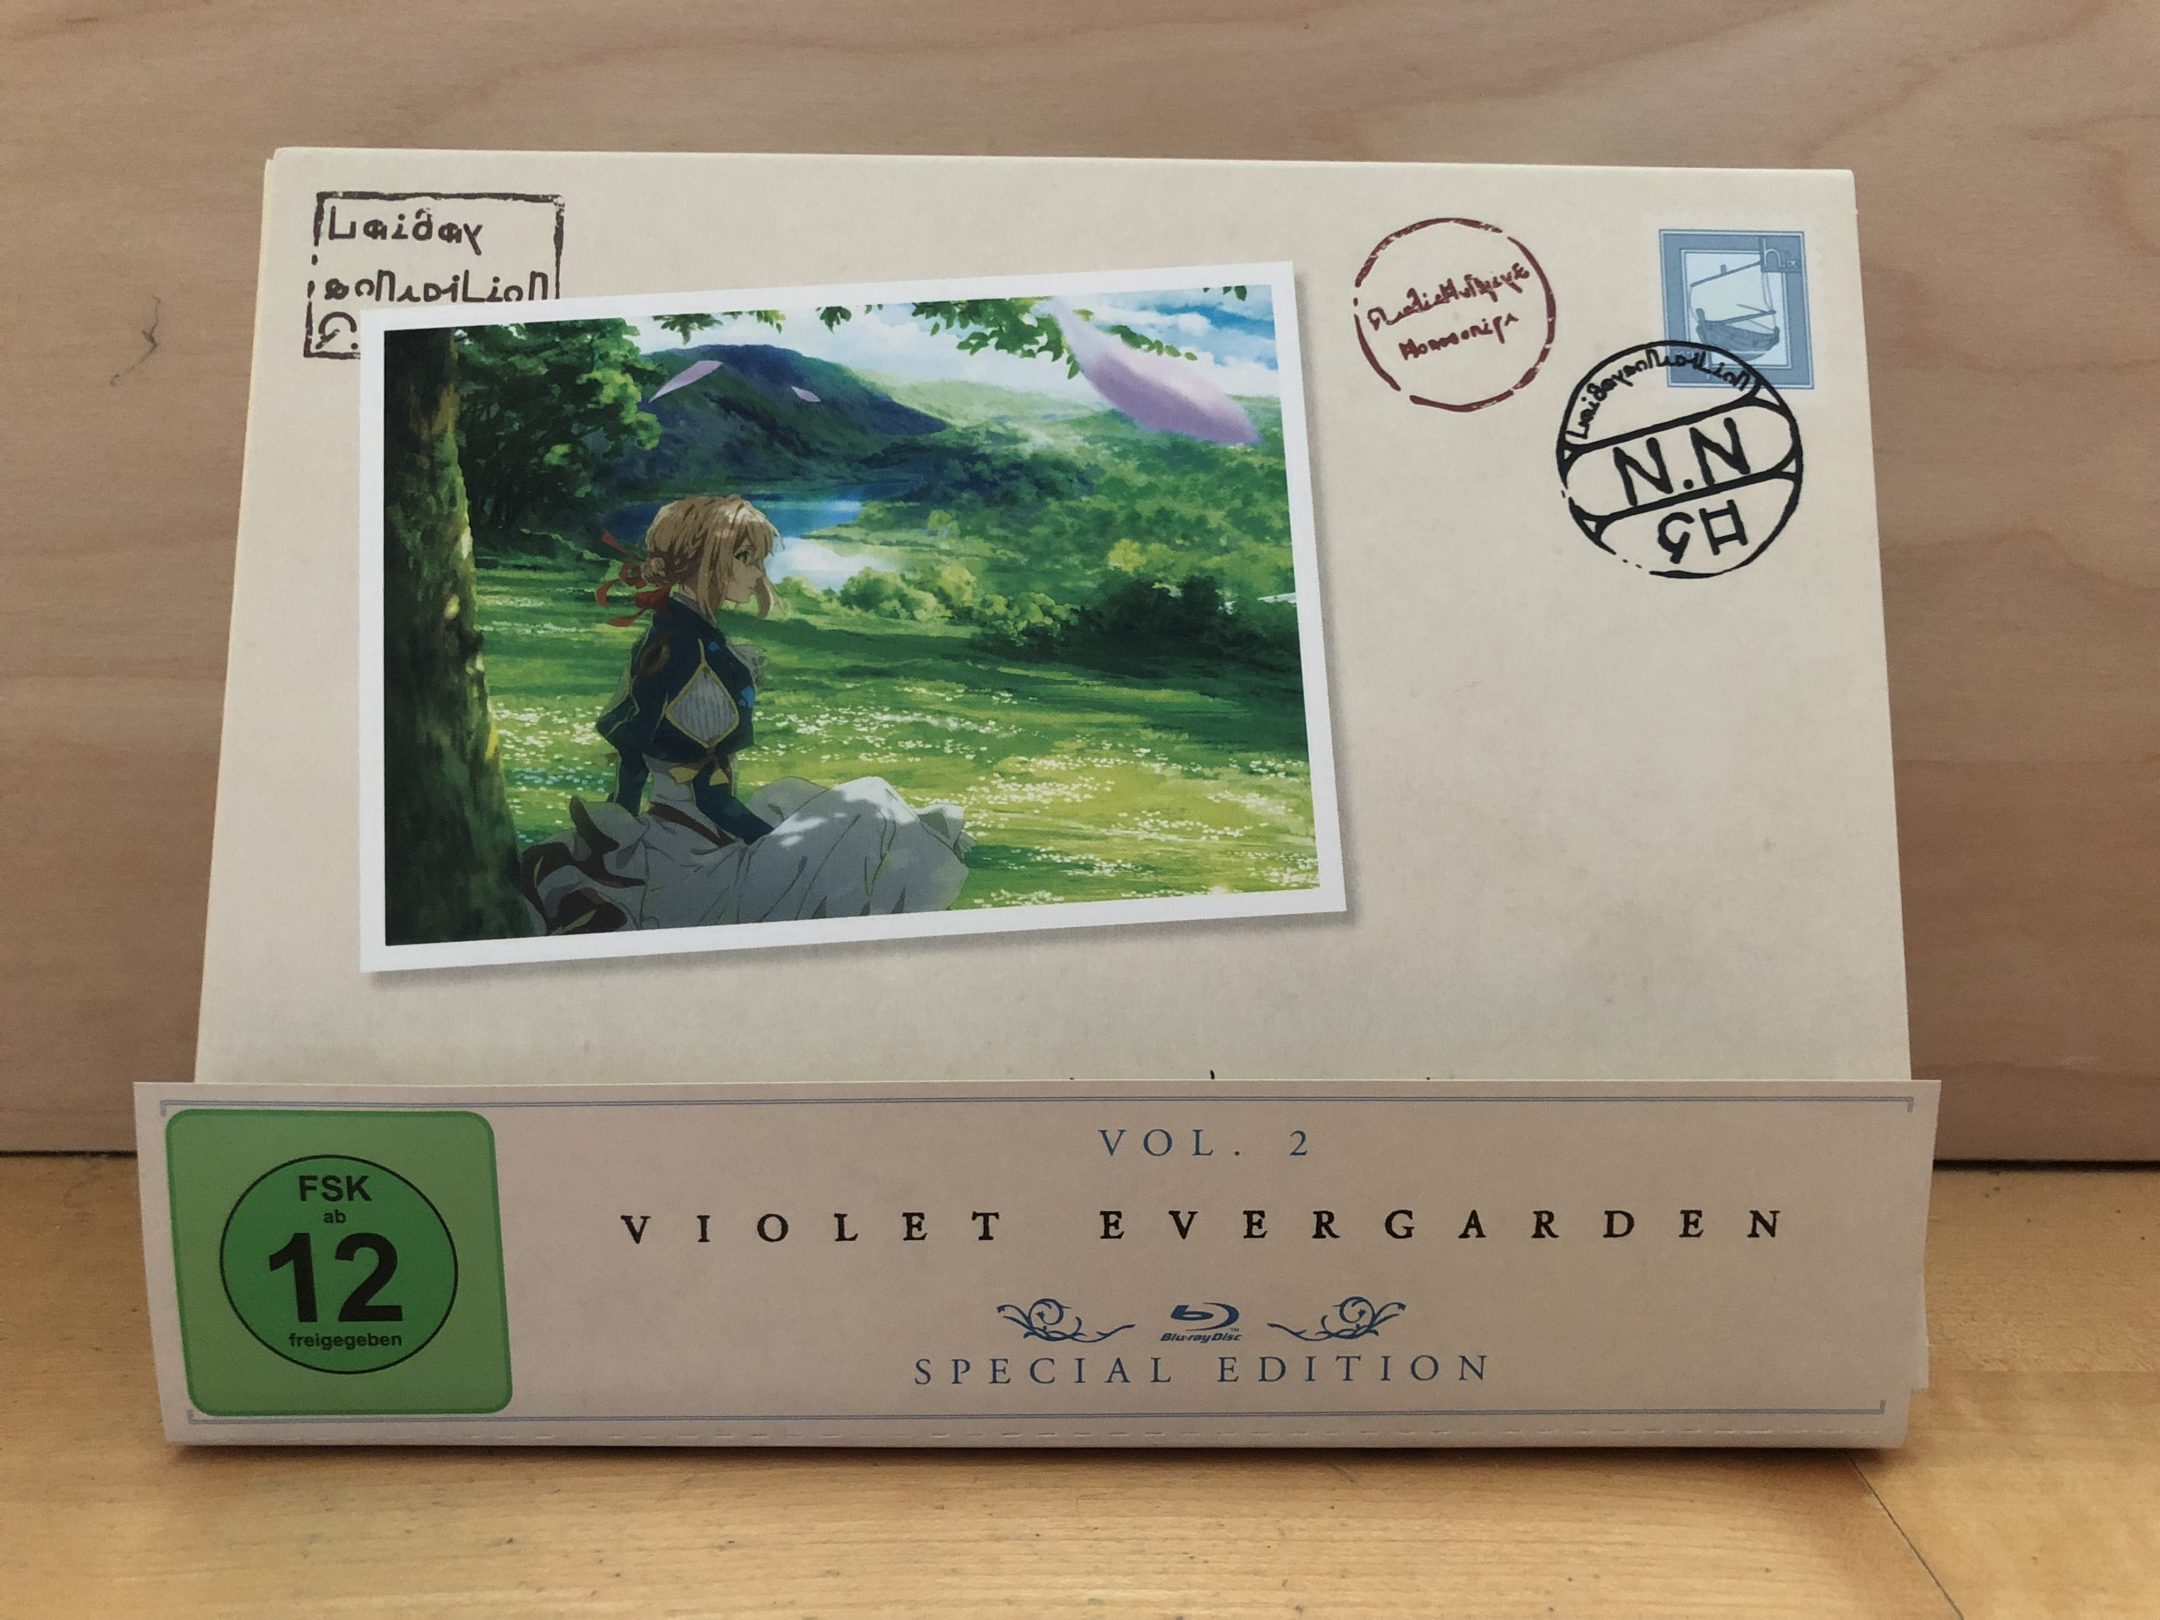 N.N
VOL. 2
VIOLET EVERGARDEN
Blu-ray Disc
SPECIAL EDITION
FSK
ab
12
freigegeben